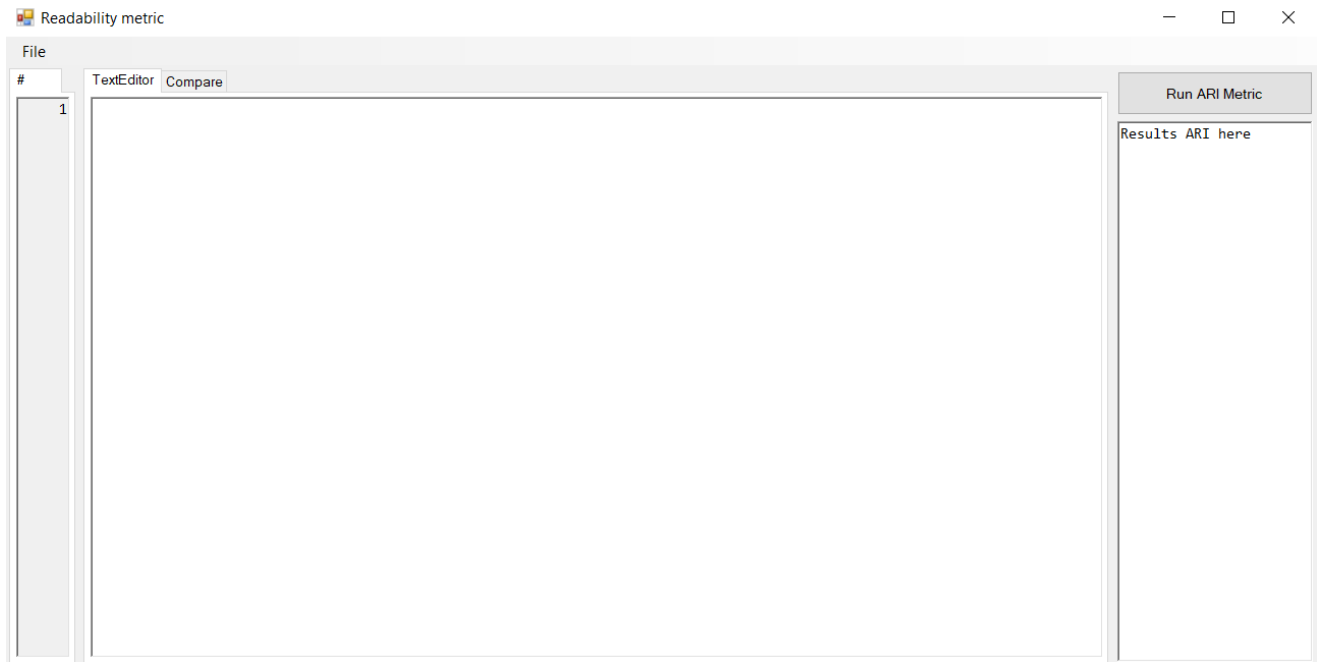 Readability metric
File
#
TextEditor Compare
Run ARI Metric
1
Results ARI here